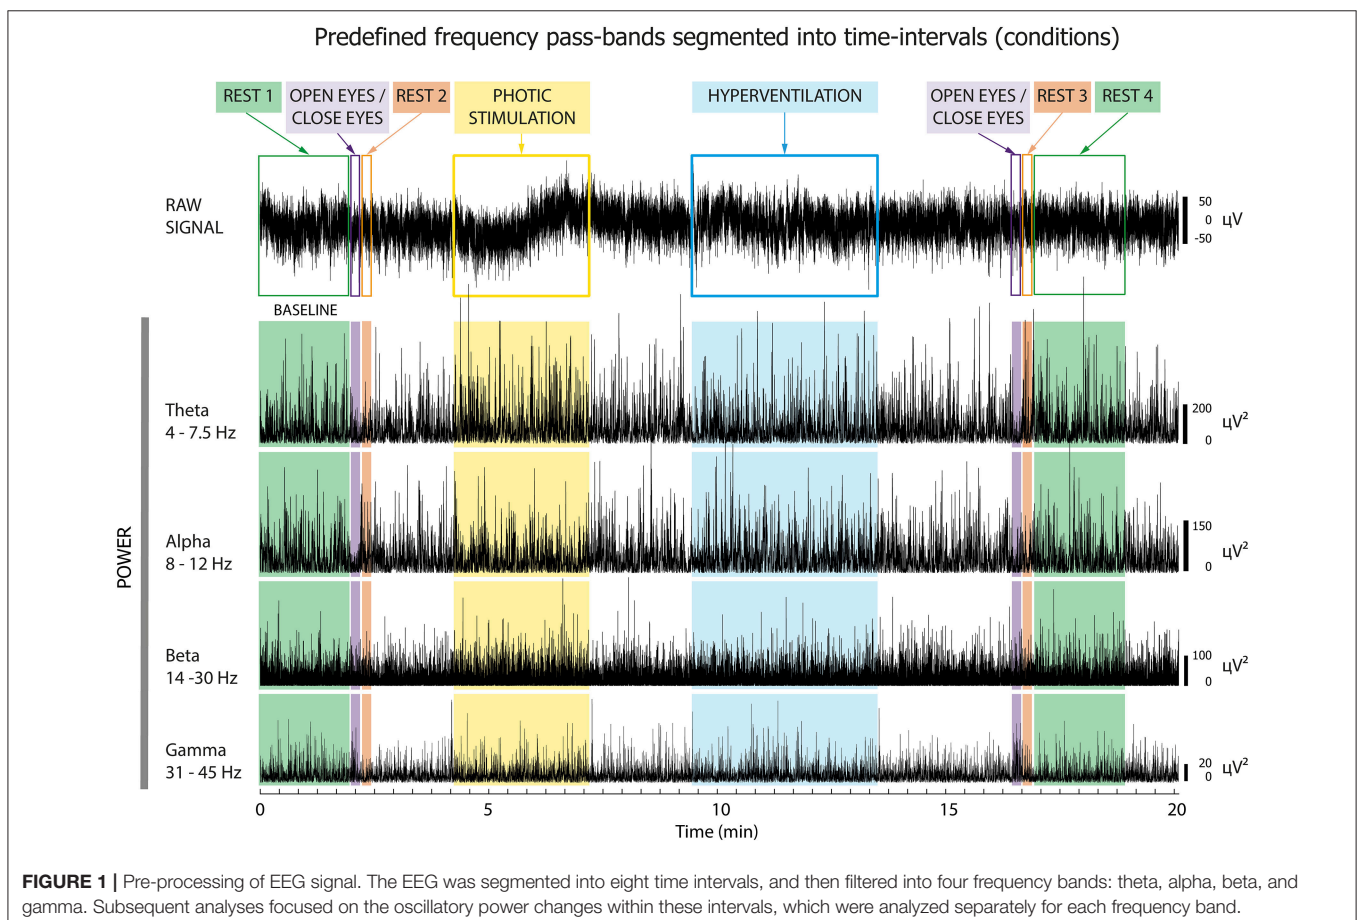 Predefined frequency pass-bands segmented into time-intervals (conditions)
REST 1
OPEN EYES /
CLOSE EYES
REST 2
PHOTIC
STIMULATION
HYPERVENTILATION
OPEN EYES /
CLOSE EYES
REST 3
REST 4
RAW
SIGNAL
50
0
-50
цV
BASELINE
POWER
Theta
4 - 7.5 Hz
200
0
цV²
Alpha
8 - 12 Hz
150
0
цV²
Beta
14 -30 Hz
100
0
цV²
Gamma
31 - 45 Hz
20
0
цV²
0 5 10 15 20
Time (min)
FIGURE 1 | Pre-processing of EEG signal. The EEG was segmented into eight time intervals, and then filtered into four frequency bands: theta, alpha, beta, and
gamma. Subsequent analyses focused on the oscillatory power changes within these intervals, which were analyzed separately for each frequency band.